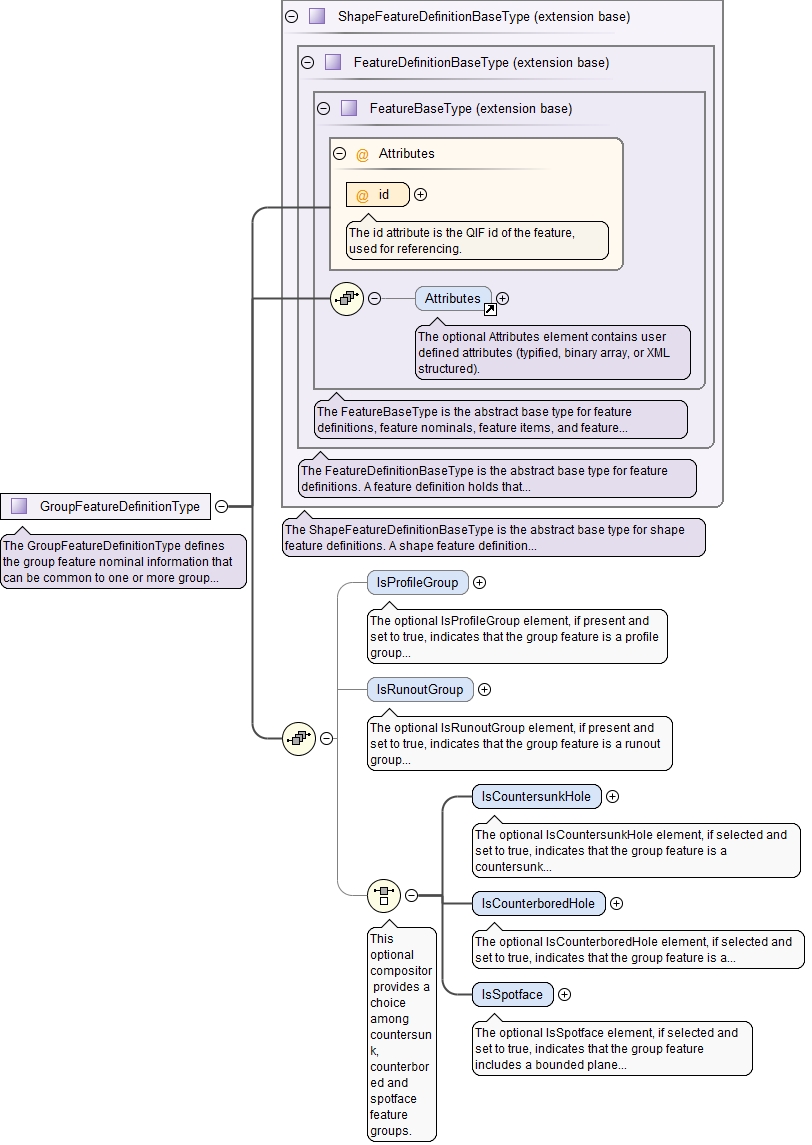 ShapeFeatureDefinitionBaseType (extension base)
FeatureDefinitionBaseType (extension base)
FeatureBaseType (extension base)
@ Attributes
@ id
The id attribute is the QIF id of the feature,
used for referencing.
Attributes
The optional Attributes element contains user
defined attributes (typified, binary array, or XML
structured).
The FeatureBaseType is the abstract base type for feature
definitions, feature nominals, feature items, and feature...
The FeatureDefinitionBaseType is the abstract base type for feature
definitions. A feature definition holds that...
The ShapeFeatureDefinitionBaseType is the abstract base type for shape
feature definitions. A shape feature definition...
GroupFeatureDefinitionType
The GroupFeatureDefinitionType defines
the group feature nominal information that
can be common to one or more group...
IsProfileGroup
The optional IsProfileGroup element, if present and
set to true, indicates that the group feature is a profile
group...
IsRunoutGroup
The optional IsRunoutGroup element, if present and
set to true, indicates that the group feature is a runout
group...
This
optional
compositor
provides a
choice
among
countersun
k,
counterbor
ed and
spotface
feature
groups.
IsCountersunkHole
The optional IsCountersunkHole element, if selected and
set to true, indicates that the group feature is a
countersunk...
IsCounterboredHole
The optional IsCounterboredHole element, if selected and
set to true, indicates that the group feature is a...
IsSpotface
The optional IsSpotface element, if selected and
set to true, indicates that the group feature
includes a bounded plane...